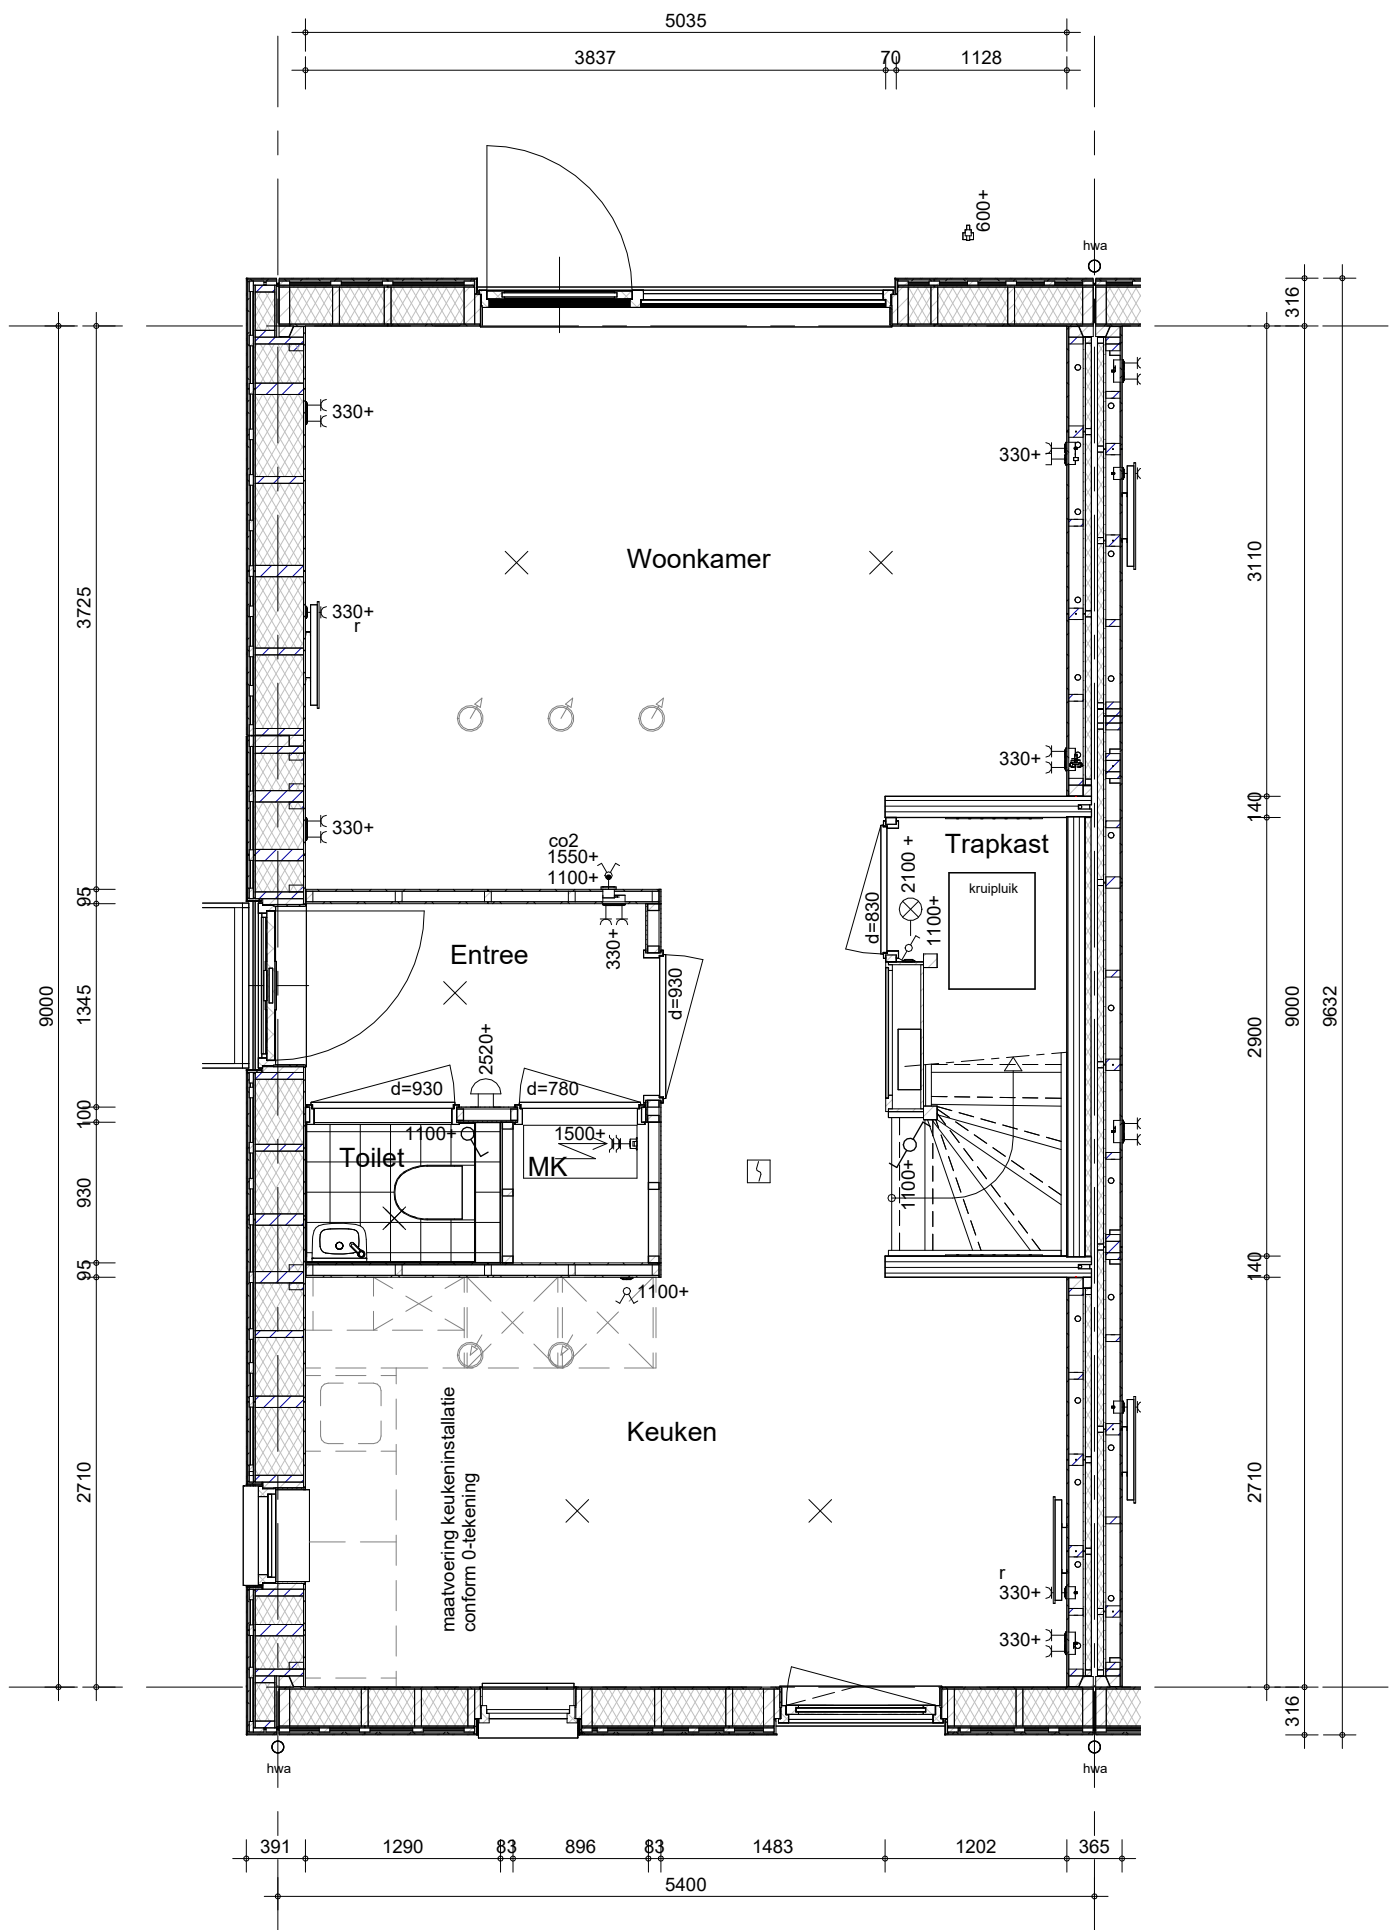 5035
3837
70
1128
600+
hwa
316
330+
330+
3110
Woonkamer
3725
9000
330+
r
330+
330+
140
co2
1550+
1100+
Trapkast
kruipluik
2100 +
1100+
d=830
95
Entree
330+
d=930
1345
9000
9632
2900
2520+
d=930
d=780
100
1100+
1500+
Toilet
MK
1100+
930
95
140
1100+
Keuken
maatvoering keukeninstallatie
conform 0-tekening
2710
2710
r
330+
330+
316
hwa
hwa
391
1290
83
896
83
1483
1202
365
5400